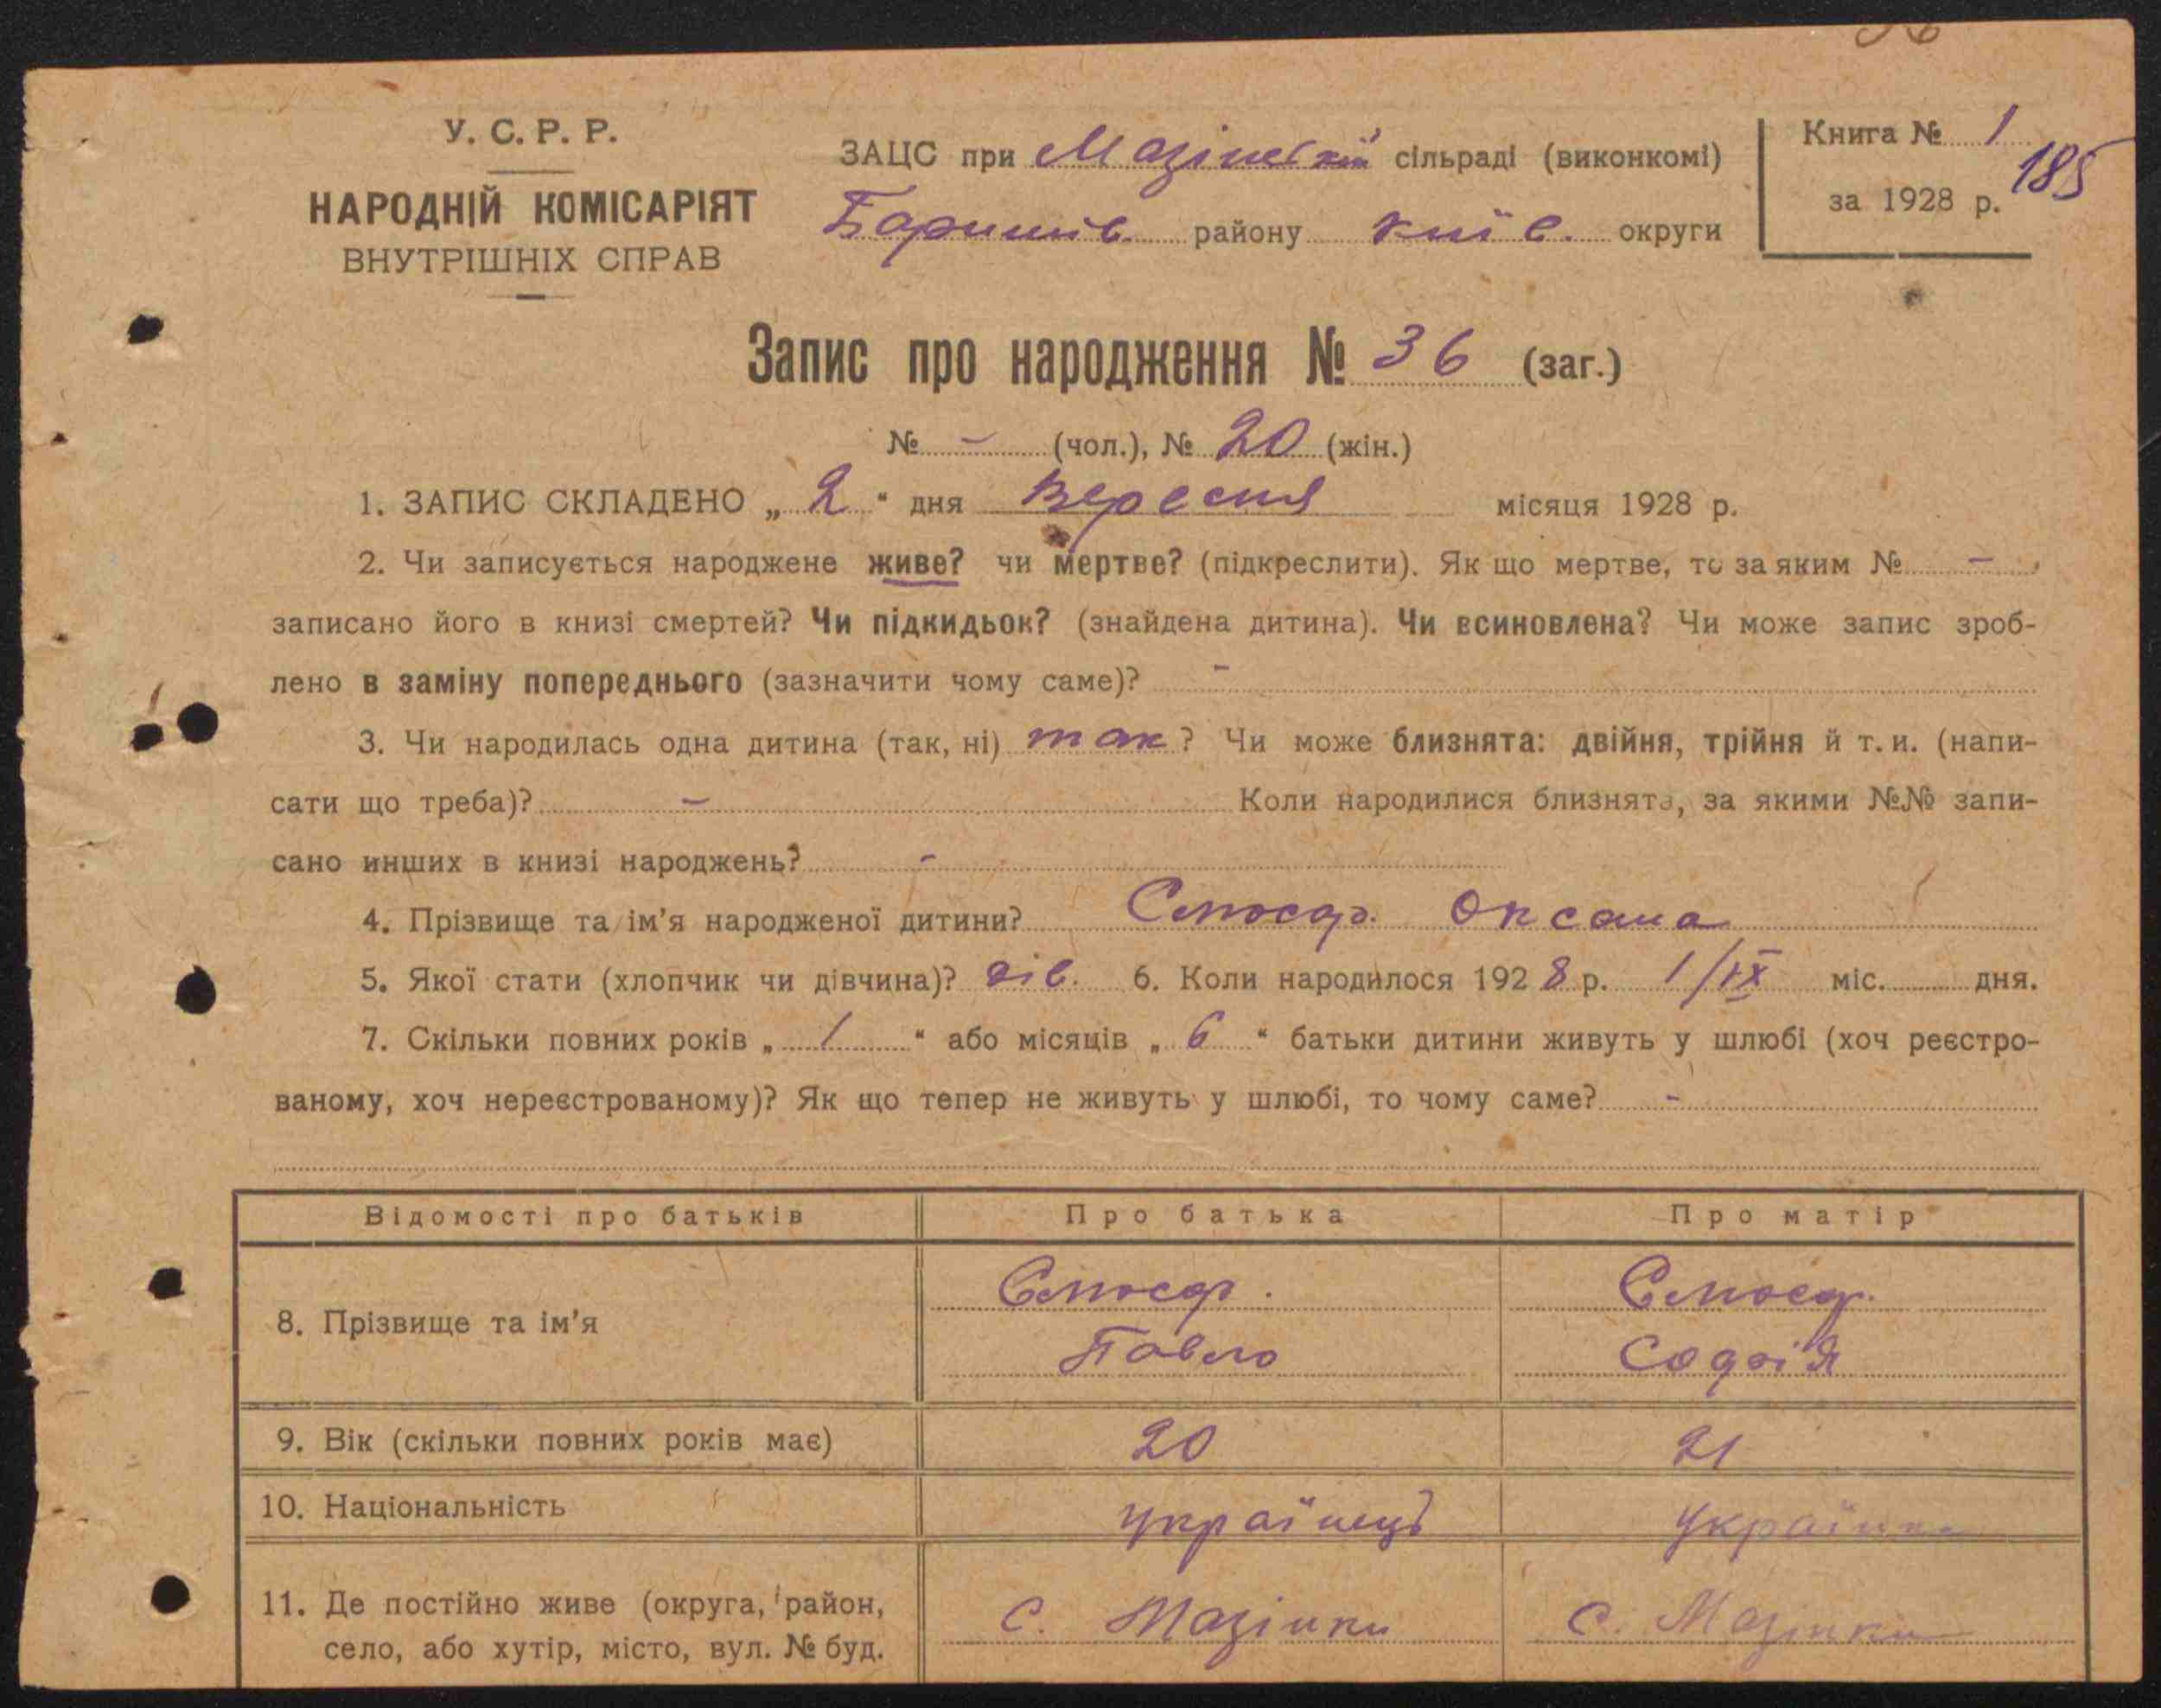 У. С. Р. Р.
НАРОДНІЙ КОМІСАРІЯТ
ВНУТРІШНІХ СПРАВ
ЗАЦС при Мазінській сільраді (виконкомі)
Баришів. району київ. округи
Книга № 1
185
за 1928 р.
Запис про народження № 36 (заг.)
№ - (чол.), № 20 (жін.)
1. ЗАПИС СКЛАДЕНО „ 2 “ дня Вересня місяця 1928 р.
2. Чи записується народжене живе? чи мертве? (підкреслити). Як що мертве, то за яким № -
записано його в книзі смертей? Чи підкидьок? (знайдена дитина). Чи всиновлена? Чи може запис зроб-
лено в заміну попереднього (зазначити чому саме)? -
3. Чи народилась одна дитина (так, ні) так ? Чи може близнята: двійня, трійня й т. и. (напи-
сати що треба)? - Коли народилися близнята, за якими №№ запи-
сано инших в книзі народжень? -
4. Прізвище та ім’я народженої дитини? Оксана
5. Якої стати (хлопчик чи дівчина)? дів. 6. Коли народилося 1928 р. 1/IX міс. дня.
7. Скільки повних років „ 1 “ або місяців „ 6 “ батьки дитини живуть у шлюбі (хоч реєстро-
ваному, хоч нереєстрованому)? Як що тепер не живуть у шлюбі, то чому саме? -
Відомості про батьків Про батька Про матір
8. Прізвище та ім’я
Павло Софія
9. Вік (скільки повних років має) 20 21
10. Національність українець українка
11. Де постійно живе (округа, район,
село, або хутір, місто, вул. № буд. с. Мазінки с. Мазінки